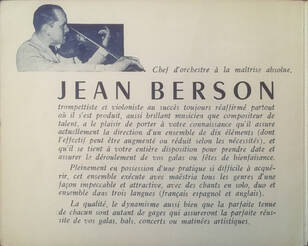 Chef d'orchestre à la maîtrise absolue,
JEAN BERSON
trompettiste et violoniste au succès toujours réaffirmé partout
où il s'est produit, aussi brillant musicien que compositeur de
talent, a le plaisir de porter à votre connaissance qu'il assure
actuellement la direction d'un ensemble de dix éléments (dont
l'effectif peut être augmenté ou réduit selon les nécessités), et
qu'il se tient à votre entière disposition pour prendre date et
assurer le déroulement de vos galas ou fêtes de bienfaisance.
Pleinement en possession d'une pratique si difficile à acqué-
rir, cet ensemble exécute avec maëstria tous les genres d'une
façon impeccable et attractive, avec des chants en solo, duo et
ensemble dans trois langues (français espagnol et anglais).
La qualité, le dynamisme aussi bien que la parfaite tenue
de chacun sont autant de gages qui assureront la parfaite réus-
site de vos galas, bals, concerts ou matinées artistiques.